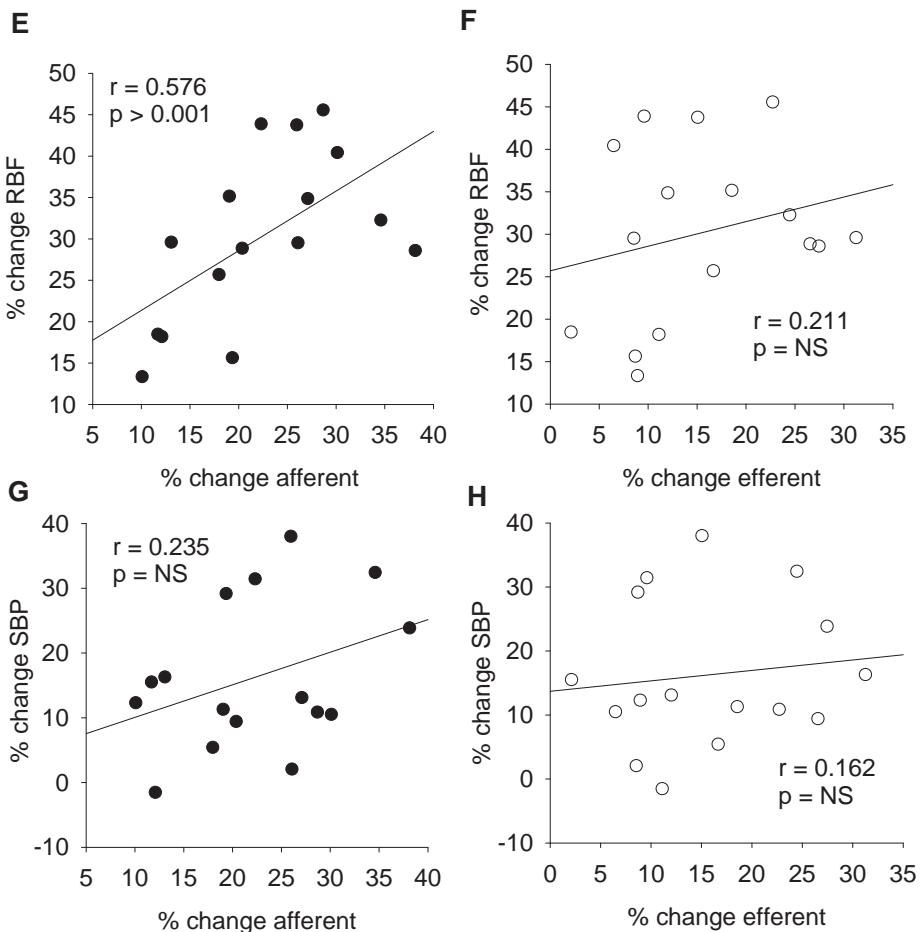 E
r = 0.576
p > 0.001
50
45
40
35
30
25
20
15
10
% change RBF
5 10 15 20 25 30 35 40
% change afferent
F
50
45
40
35
30
25
20
15
10
% change RBF
r = 0.211
p = NS
0 5 10 15 20 25 30 35
% change efferent
G
r = 0.235
p = NS
40
30
20
10
0
-10
% change SBP
5 10 15 20 25 30 35 40
% change afferent
H
40
30
20
10
0
-10
% change SBP
r = 0.162
p = NS
0 5 10 15 20 25 30 35
% change efferent